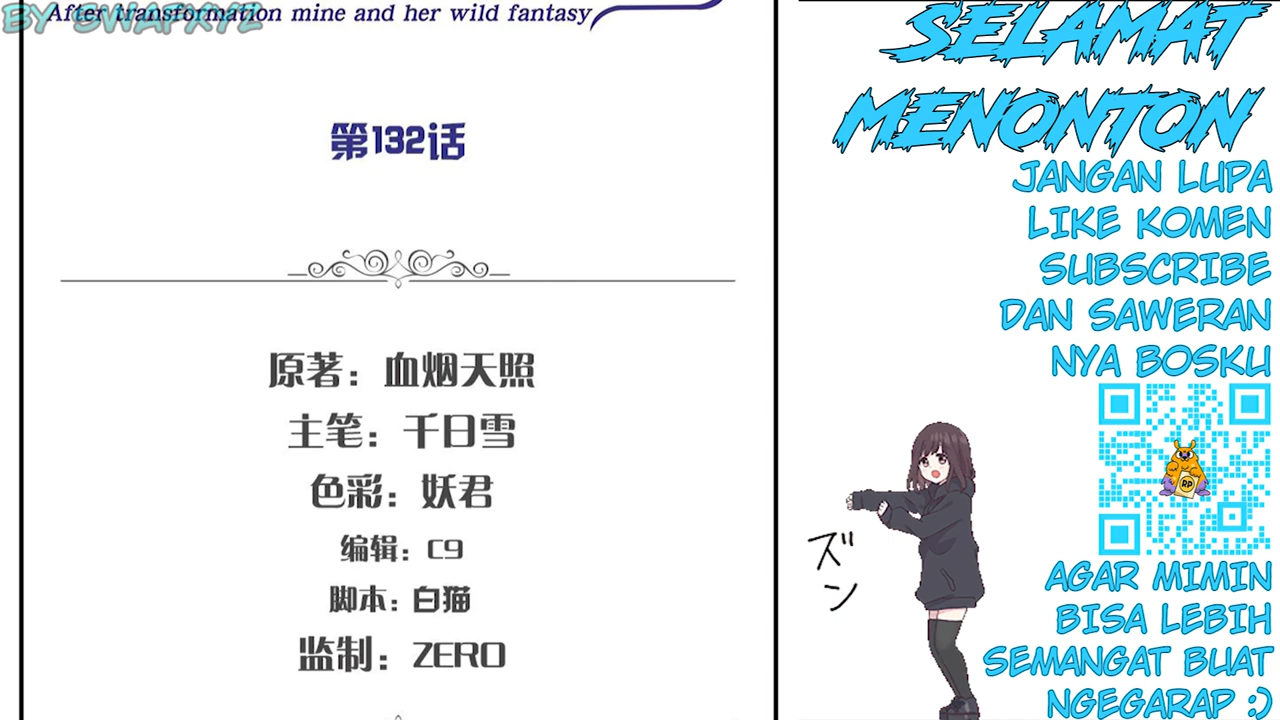 BY SWAFXYZ
After transformation mine and her wild fantasy
第132话
原著：血烟天照
主笔：千日雪
色彩：妖君
编辑：C9
脚本：白猫
监制：ZERO
SELAMAT
MENONTON
JANGAN LUPA
LIKE KOMEN
SUBSCRIBE
DAN SAWERAN
NYA BOSKU
RP
AGAR MIMIN
BISA LEBIH
SEMANGAT BUAT
NGEGARAP :)
ズン